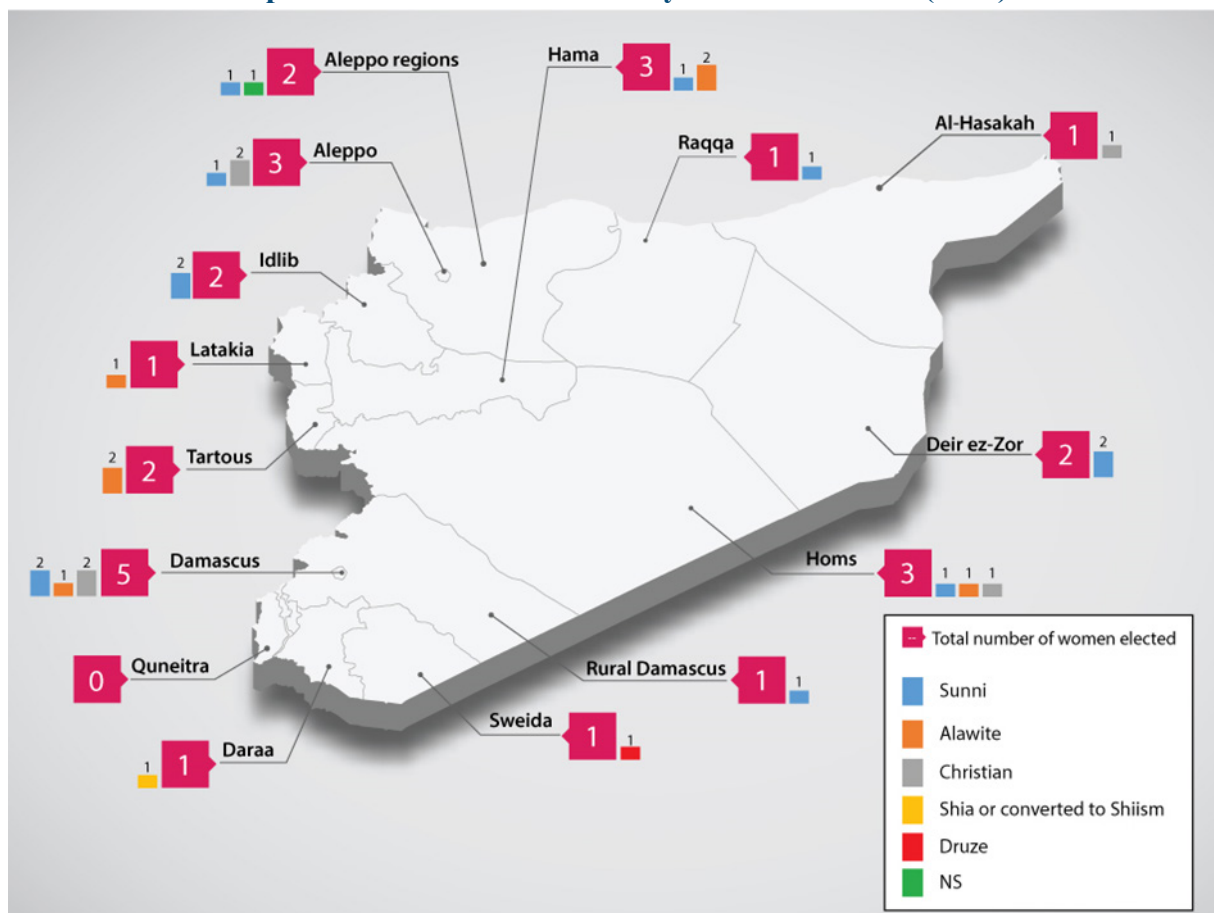 1 1 2 Aleppo regions
Hama 3 1 2
1 2 3 Aleppo
Raqqa 1 1
Al-Hasakah 1 1
2 2 Idlib
1 1 Latakia
2 2 Tartous
Deir ez-Zor 2 2
2 1 2 5 Damascus
Homs 3 1 1 1
0 Quneitra
Rural Damascus 1 1
Sweida 1 1
1 1 Daraa
-- Total number of women elected
Sunni
Alawite
Christian
Shia or converted to Shiism
Druze
NS